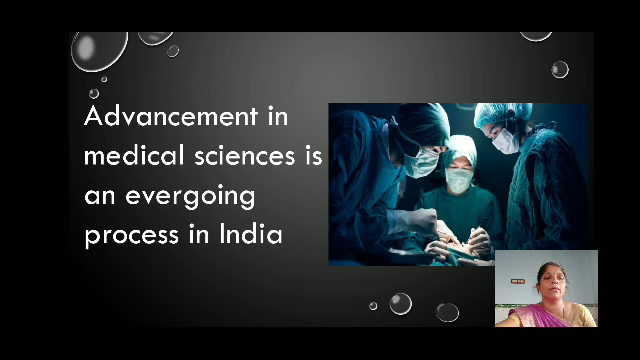 Advancement in
medical sciences is
an evergoing
process in India